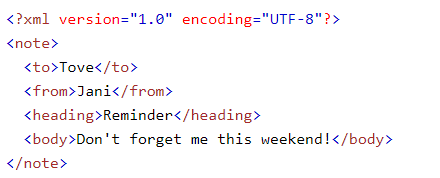 <?xml version="1.0" encoding="UTF-8"?>
<note>
  <to>Tove</to>
  <from>Jani</from>
  <heading>Reminder</heading>
  <body>Don't forget me this weekend!</body>
</note>